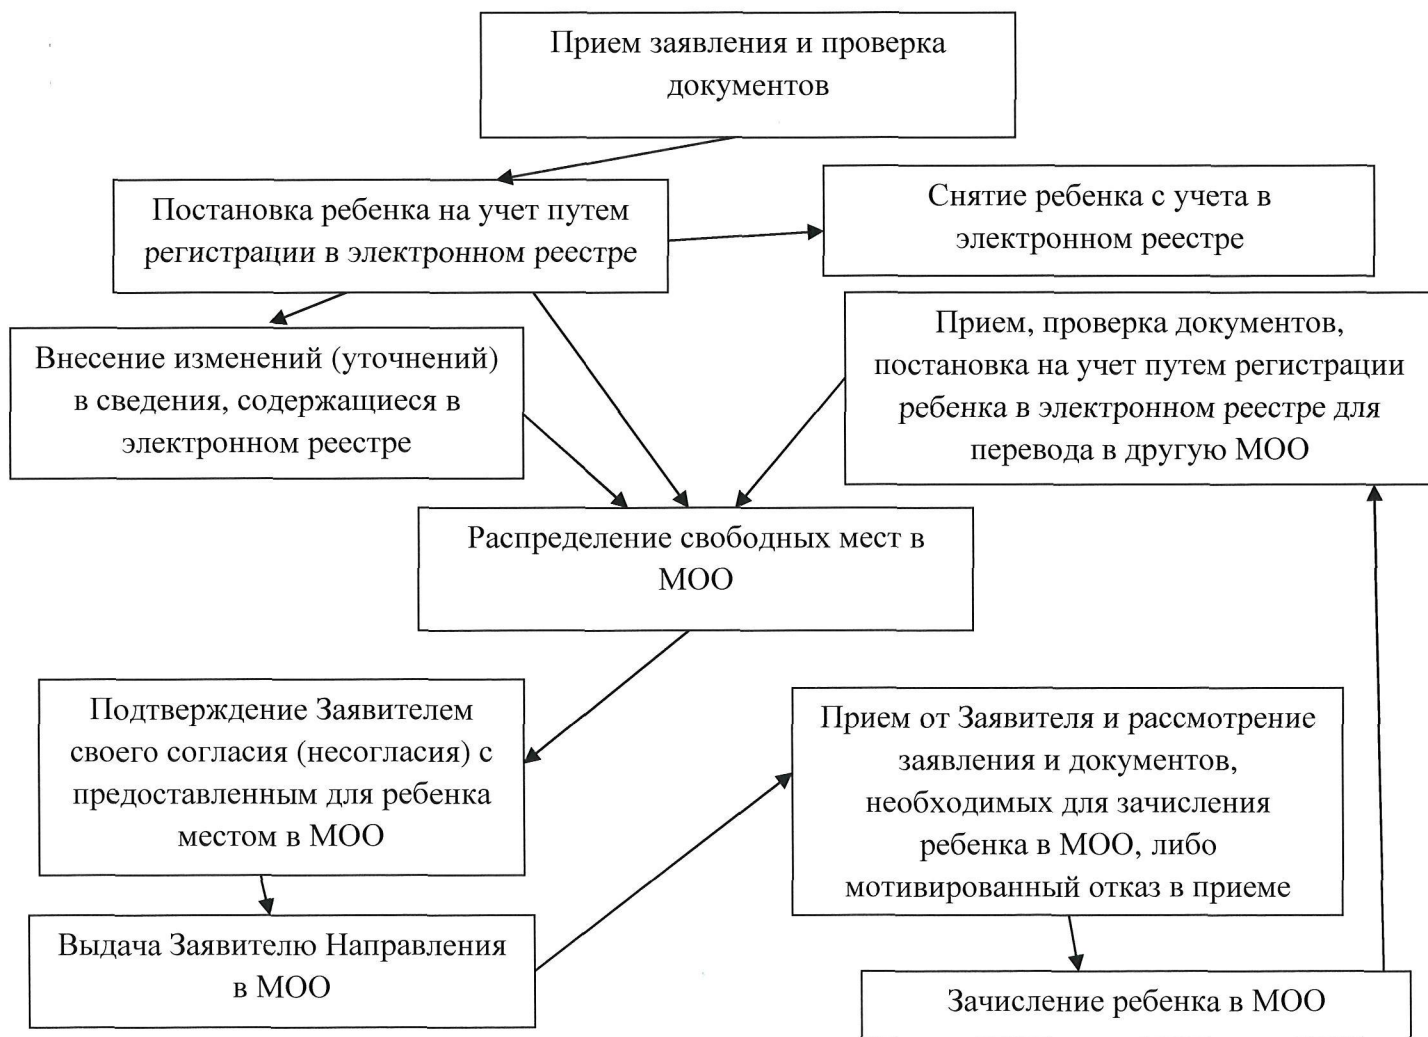 Прием заявления и проверка
документов
Постановка ребенка на учет путем
регистрации в электронном реестре
Снятие ребенка с учета в
электронном реестре
Внесение изменений (уточнений)
в сведения, содержащиеся в
электронном реестре
Прием, проверка документов,
постановка на учет путем регистрации
ребенка в электронном реестре для
перевода в другую МОО
Распределение свободных мест в
МОО
Подтверждение Заявителем
своего согласия (несогласия) с
предоставленным для ребенка
местом в МОО
Прием от Заявителя и рассмотрение
заявления и документов,
необходимых для зачисления
ребенка в МОО, либо
мотивированный отказ в приеме
Выдача Заявителю Направления
в МОО
Зачисление ребенка в МОО